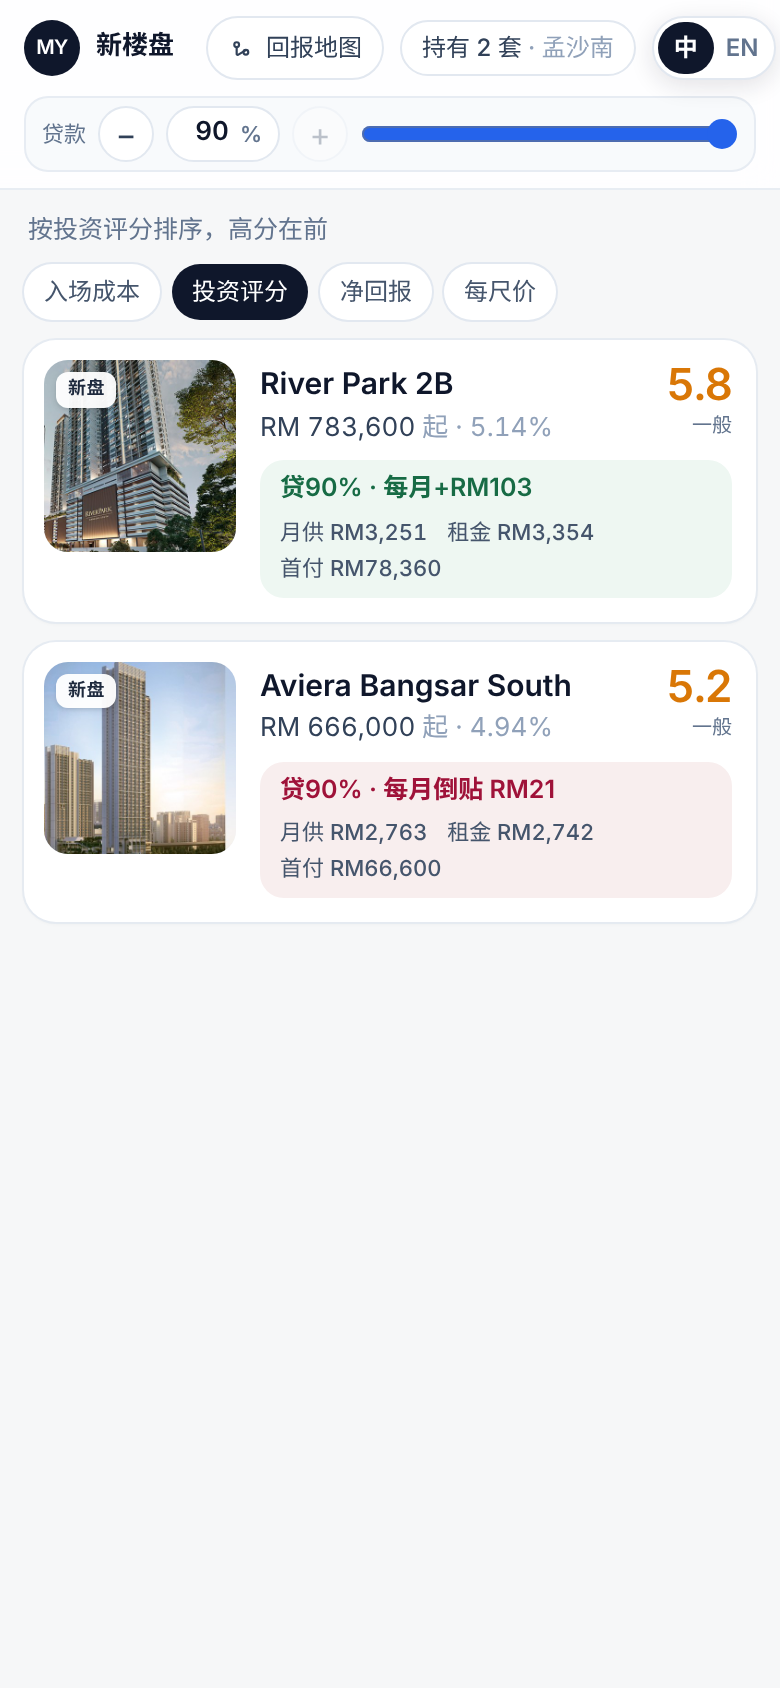 MY 新楼盘 回报地图 持有 2 套 · 孟沙南 中 EN
贷款 − 90 % +
按投资评分排序，高分在前
入场成本 投资评分 净回报 每尺价
新盘
RIVER PARK
River Park 2B
5.8
RM 783,600 起 · 5.14%
一般
贷90% · 每月+RM103
月供 RM3,251 租金 RM3,354
首付 RM78,360
新盘
Aviera Bangsar South
5.2
RM 666,000 起 · 4.94%
一般
贷90% · 每月倒贴 RM21
月供 RM2,763 租金 RM2,742
首付 RM66,600